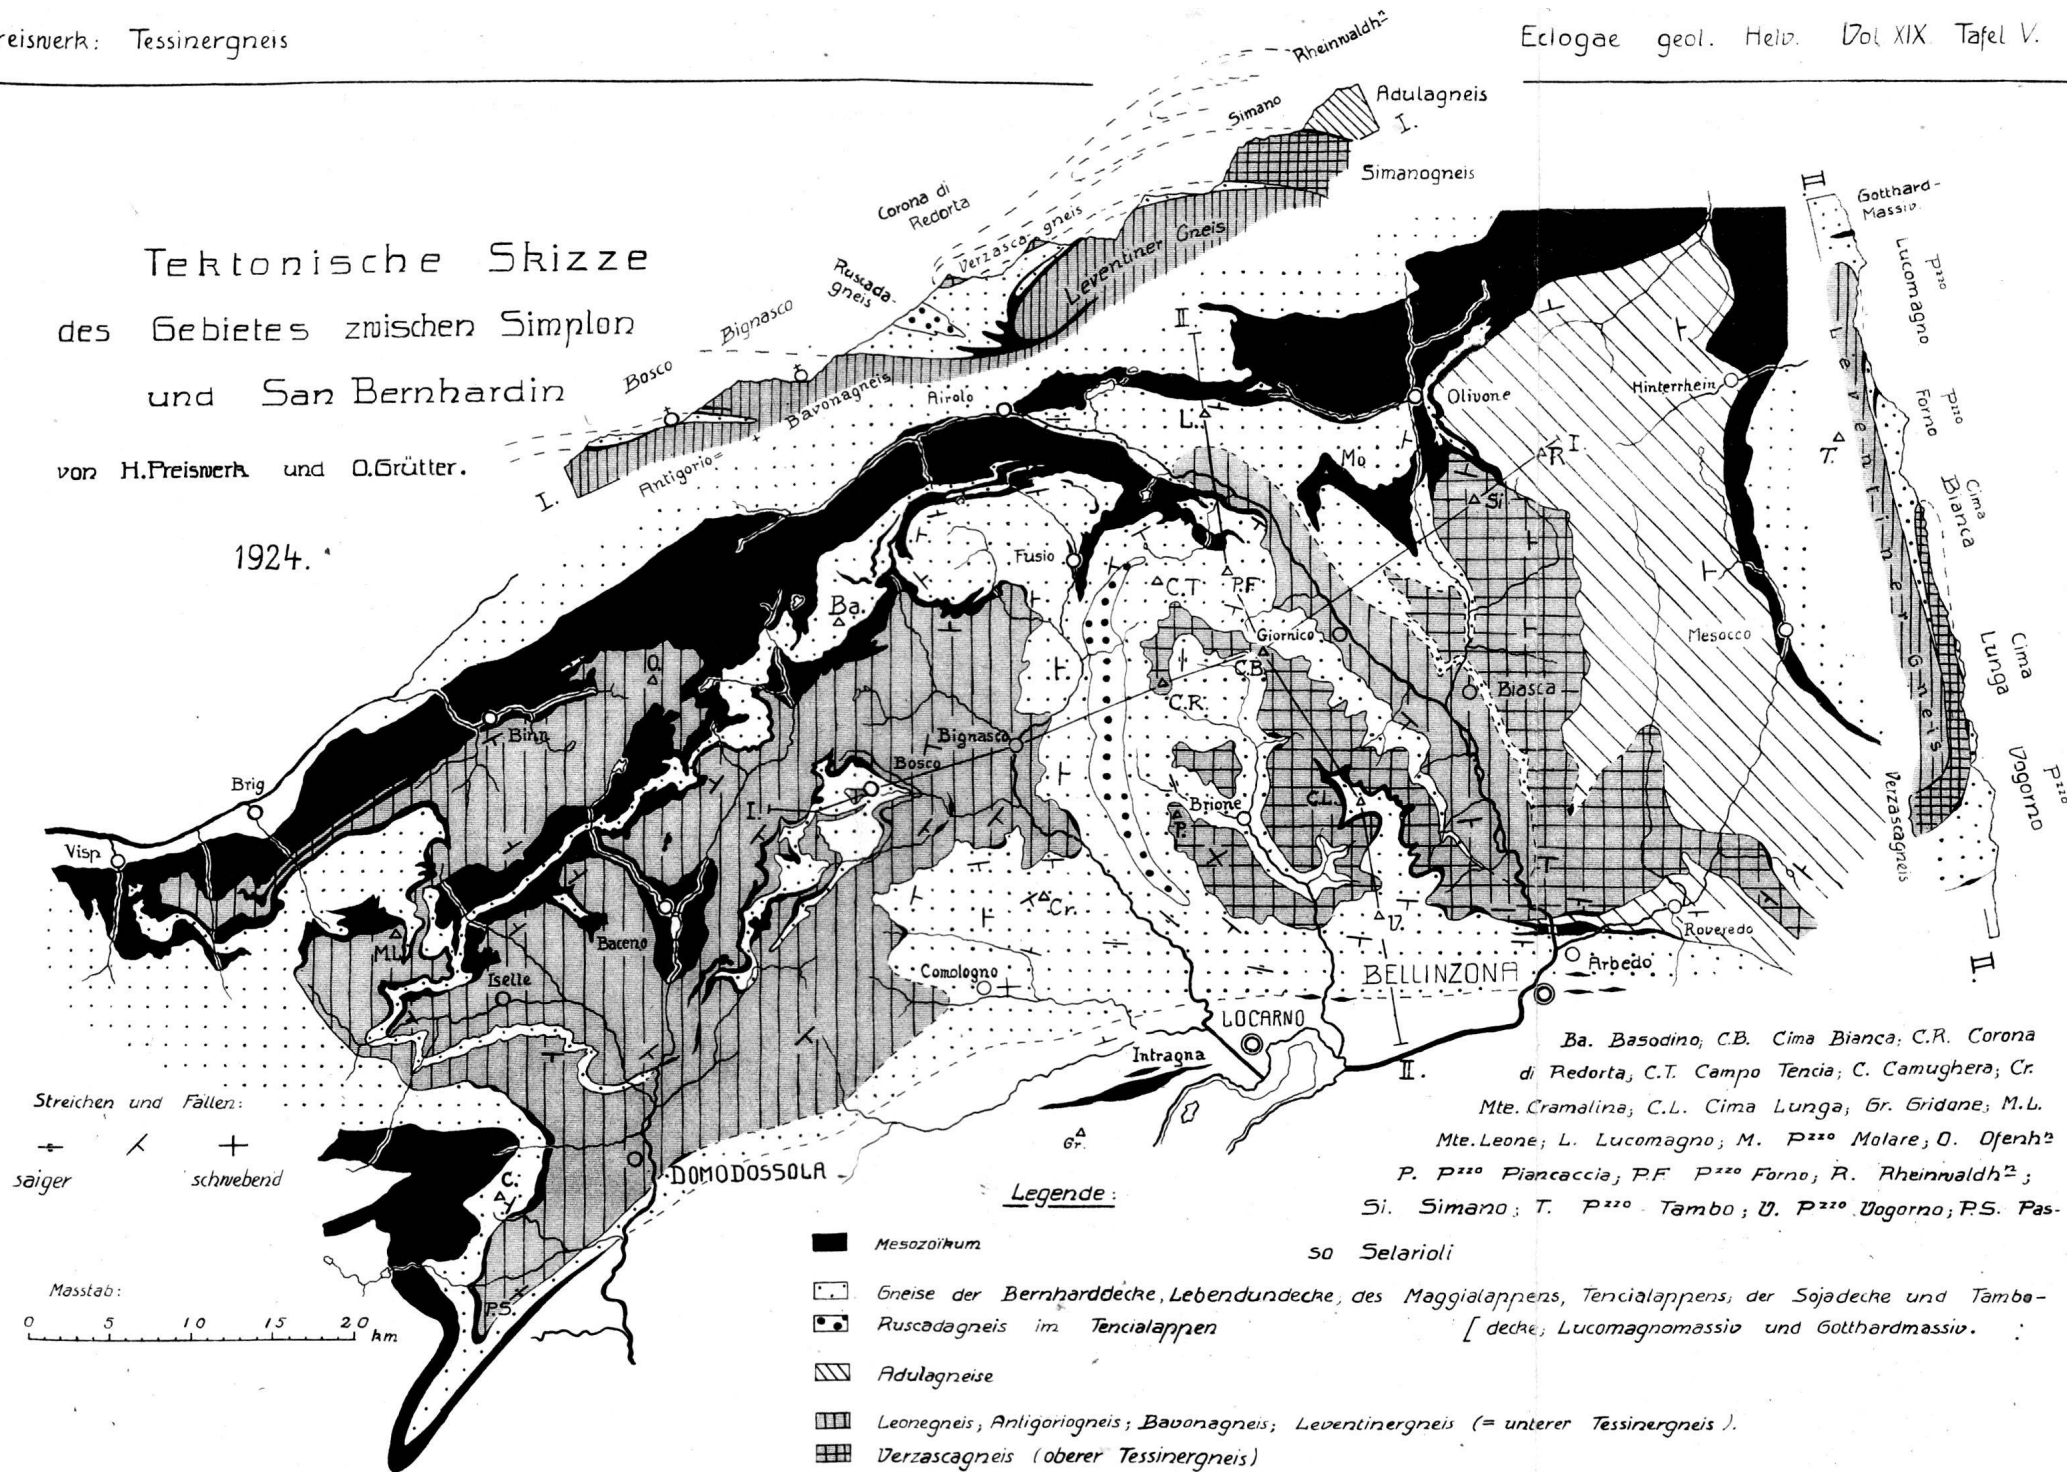 reiswerk: Tessinergneis
Eclogae geol. Helv. Vol XIX Tafel V.
Tektonische Skizze
des Gebietes zwischen Simplon
und San Bernhardin
von H.Preiswerk und O.Grütter.
1924.
Rheinwaldhⁿ
Adulagneis
I.
Simano
Simanogneis
Corona di
Redorta
Verzasca-gneis
Leventiner Gneis
Ruscada-
gneis
Bignasco
Bosco
Bavonagneis
Antigorio=
I.
II.
Gotthard-
Massiv.
Pzzo
Lucomagno
Pzzo
Forno
Cima
Bianca
Cima
Lunga
Pzzo
Vogorno
Leventiner Gneis
Verzascagneis
II.
Airolo
II.
L.
Olivone
Hinterrhein
Mo.
R.
I.
T.
Si
Fusio
C.T
P.F.
Ba.
Giornico
Mesocco
O.
C.B.
Biasca
C.R.
Binn
Bignasco
Bosco
Brig
I.
Brione
C.L.
P.
Visp
Cr.
V.
M.L.
Baceno
Roveredo
Iselle
Comologno
BELLINZONA
Arbedo
LOCARNO
Intragna
II.
Gr.
DOMODOSSOLA
C.
P.S.
Streichen und Fallen:
saiger
schwebend
Masstab:
0 5 10 15 20 km
Ba. Basodino; C.B. Cima Bianca; C.R. Corona
di Redorta; C.T. Campo Tencia; C. Camughera; Cr.
Mte. Cramalina; C.L. Cima Lunga; Gr. Gridone; M.L.
Mte.Leone; L. Lucomagno; M. Pzzo Molare; O. Ofenhⁿ
P. Pzzo Piancaccia; P.F Pzzo Forno; R. Rheinwaldhⁿ;
Si. Simano; T. Pzzo Tambo; V. Pzzo Vogorno; P.S. Pas-
so Selarioli
Legende:
Mesozoïkum
Gneise der Bernharddecke, Lebendundecke, des Maggialappens, Tencialappens, der Sojadecke und Tambo-
[ decke; Lucomagnomassiv und Gotthardmassiv.
Ruscadagneis im Tencialappen
Adulagneise
Leonegneis; Antigoriogneis; Bavonagneis; Leventinergneis (= unterer Tessinergneis).
Verzascagneis (oberer Tessinergneis)